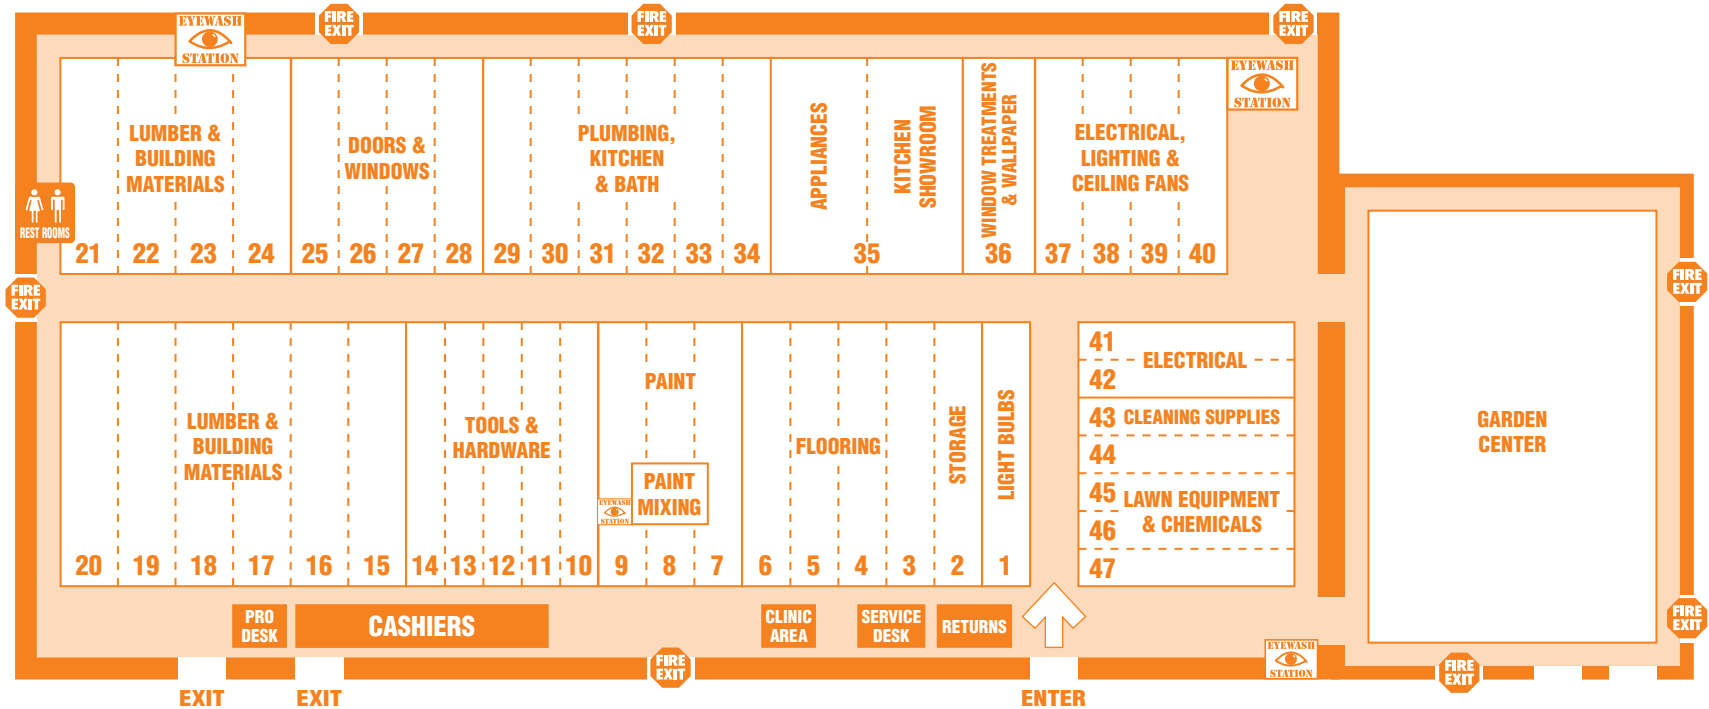 FIRE
EXIT
FIRE
EXIT
FIRE
EXIT
EYEWASH
STATION
EYEWASH
STATION
LUMBER &
BUILDING
MATERIALS
DOORS &
WINDOWS
PLUMBING,
KITCHEN
& BATH
APPLIANCES
KITCHEN
SHOWROOM
WINDOW TREATMENTS
& WALLPAPER
ELECTRICAL,
LIGHTING &
CEILING FANS
REST ROOMS
21 22 23 24 25 26 27 28 29 30 31 32 33 34 35 36 37 38 39 40
FIRE
EXIT
FIRE
EXIT
LUMBER &
BUILDING
MATERIALS
TOOLS &
HARDWARE
PAINT
PAINT
MIXING
EYEWASH
STATION
FLOORING
STORAGE
LIGHT BULBS
41
ELECTRICAL
42
43 CLEANING SUPPLIES
44
45 LAWN EQUIPMENT
& CHEMICALS
46
47
GARDEN
CENTER
20 19 18 17 16 15 14 13 12 11 10 9 8 7 6 5 4 3 2 1
PRO
DESK
CASHIERS
CLINIC
AREA
SERVICE
DESK
RETURNS
FIRE
EXIT
EYEWASH
STATION
FIRE
EXIT
FIRE
EXIT
EXIT
EXIT
ENTER